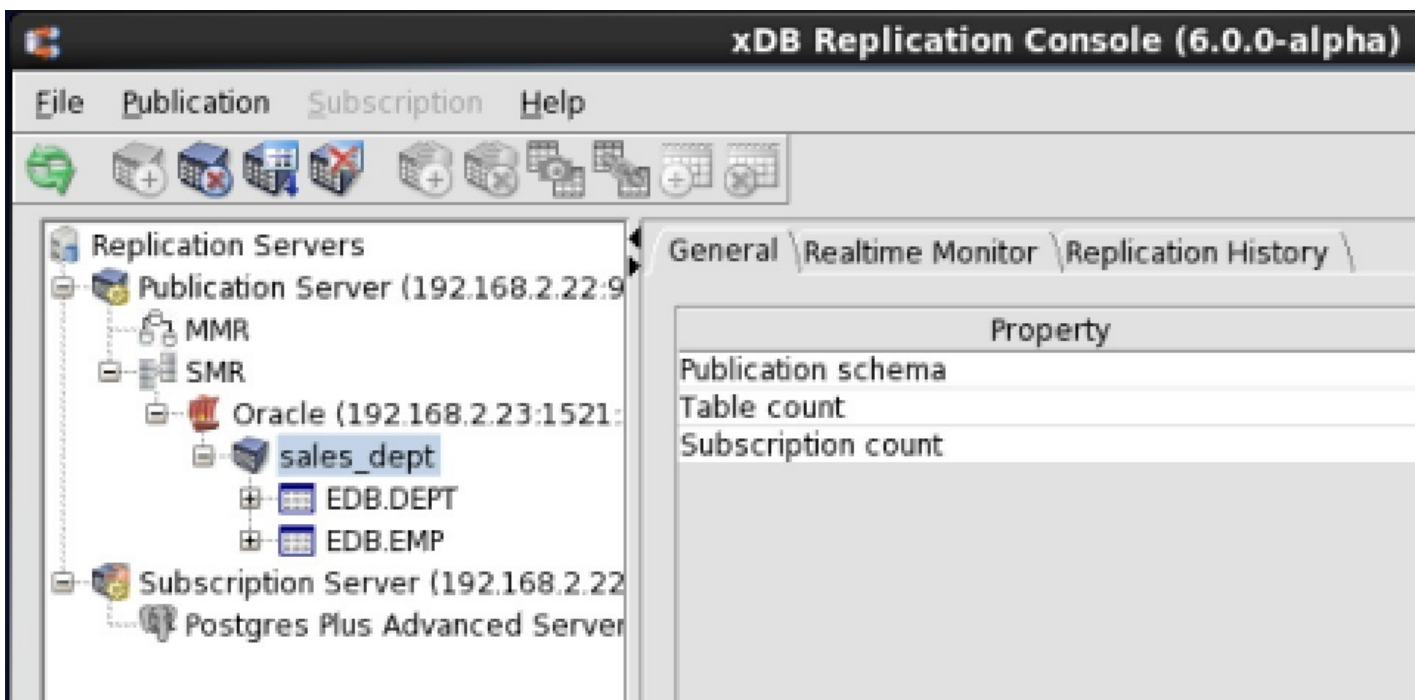 xDB Replication Console (6.0.0-alpha)
File Publication Subscription Help
Replication Servers
Publication Server (192.168.2.22:9
MMR
SMR
Oracle (192.168.2.23:1521:
sales_dept
EDB.DEPT
EDB.EMP
Subscription Server (192.168.2.22
Postgres Plus Advanced Server
General Realtime Monitor Replication History
Property
Publication schema
Table count
Subscription count